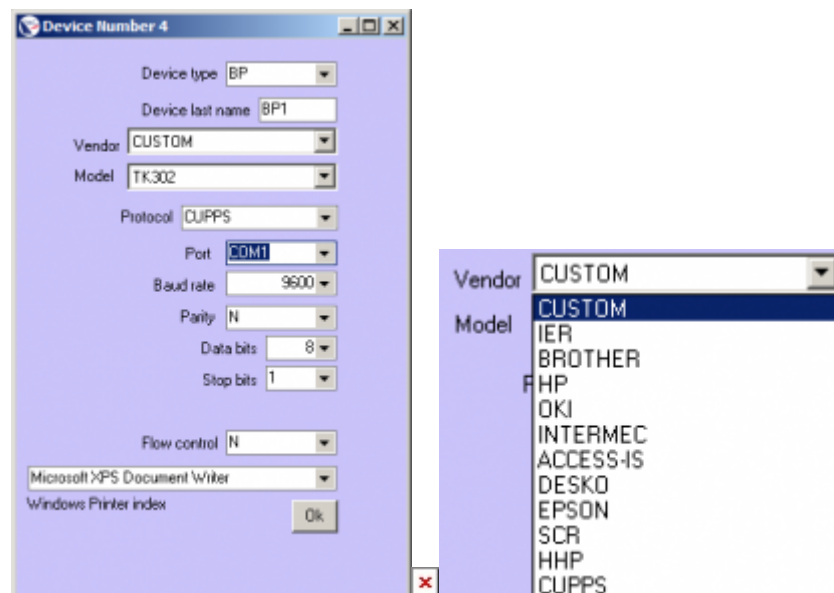 Device Number 4
Device type BP
Device last name BP1
Vendor CUSTOM
Model TK302
Protocol CUPPS
Port COM1
Baud rate 9600
Parity N
Data bits 8
Stop bits 1
Flow control N
Microsoft XPS Document Writer
Windows Printer index
Ok
Vendor CUSTOM
CUSTOM
Model
IER
BROTHER
HP
OKI
INTERMEC
ACCESS-IS
DESKO
EPSON
SCR
HHP
CUPPS